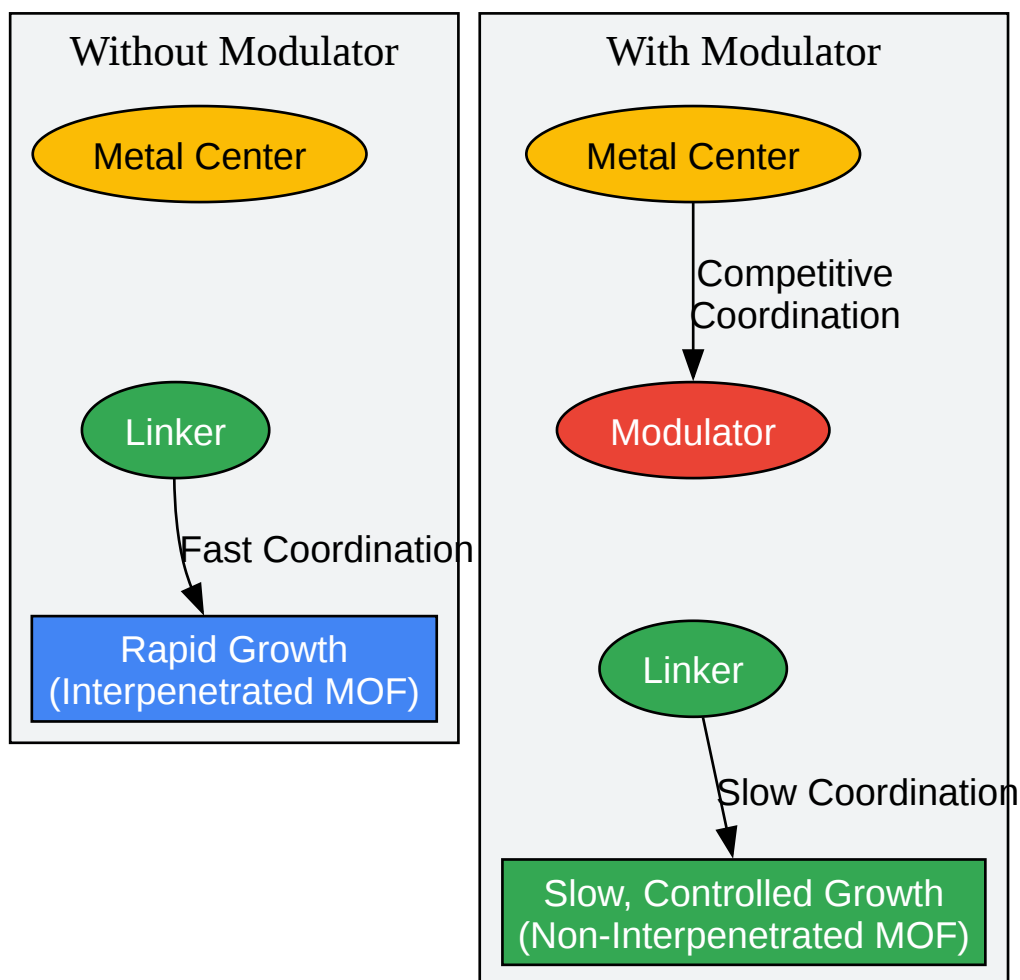 Without Modulator
Metal Center
Linker
Fast Coordination
Rapid Growth
(Interpenetrated MOF)
With Modulator
Metal Center
Competitive
Coordination
Modulator
Linker
Slow Coordination
Slow, Controlled Growth
(Non-Interpenetrated MOF)